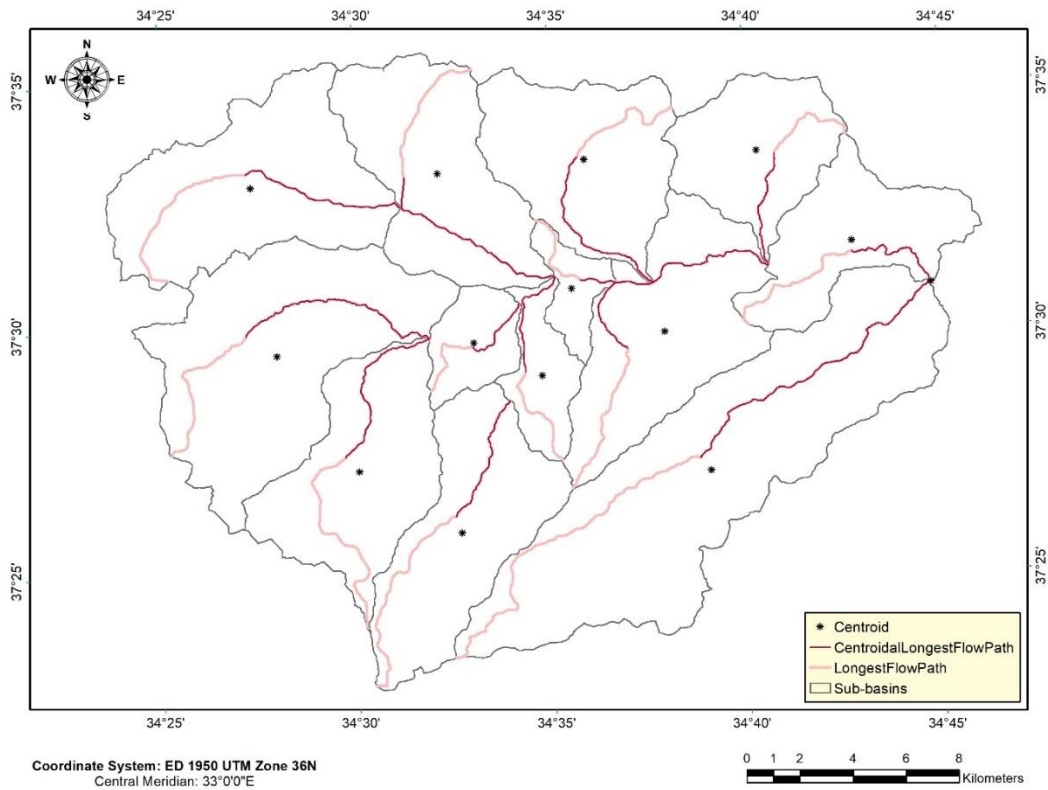 34°25' 34°30' 34°35' 34°40' 34°45'
N
W E
S
37°35' 37°35'
37°30' 37°30'
37°25' 37°25'
Centroid
CentroidalLongestFlowPath
LongestFlowPath
Sub-basins
34°25' 34°30' 34°35' 34°40' 34°45'
Coordinate System: ED 1950 UTM Zone 36N
Central Meridian: 33°0'0"E
0 1 2 4 6 8
Kilometers